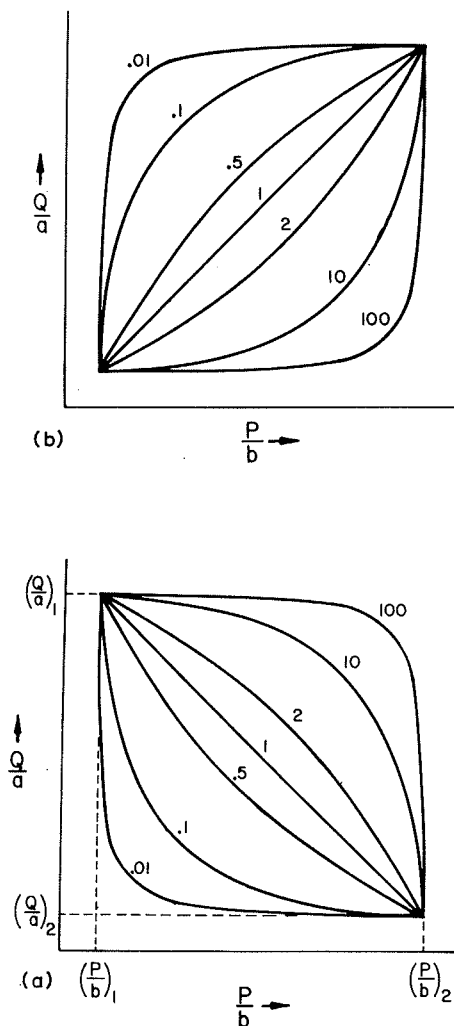 .01
.1
.5
1
2
10
100
Q/a
(b)
P/b
(Q/a)₁
100
10
2
1
.5
.1
.01
Q/a
(Q/a)₂
(a)
(P/b)₁
P/b
(P/b)₂